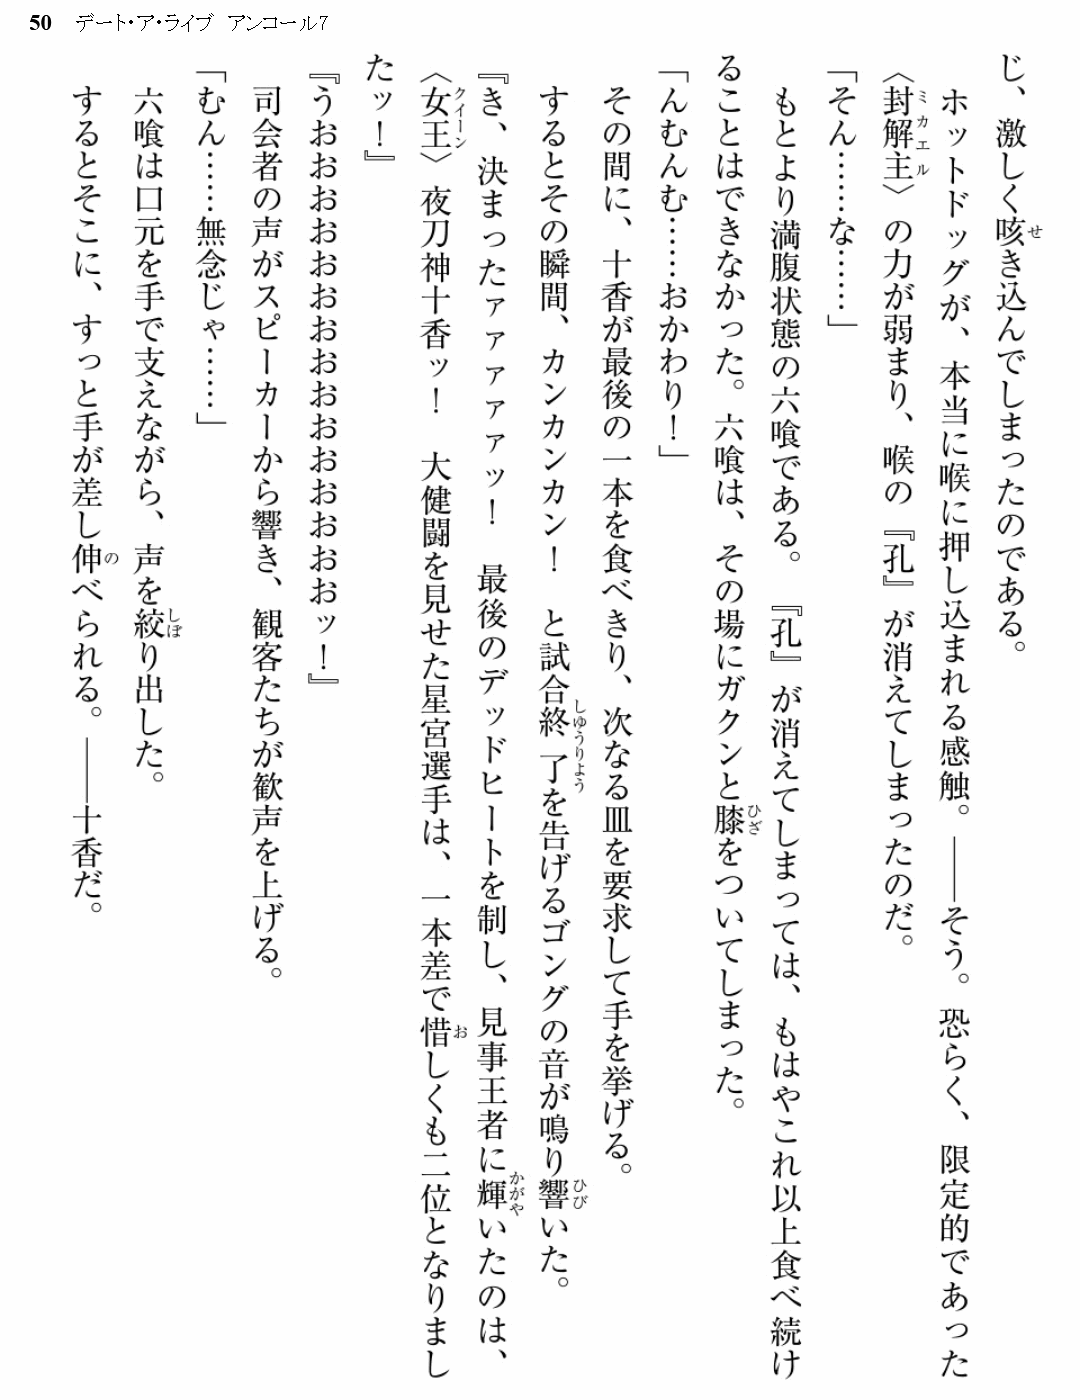 50 デート・ア・ライブ アンコール7
じ、激しく咳き込んでしまったのである。
ホットドッグが、本当に喉に押し込まれる感触。――そう。恐らく、限定的であった
〈封解主〉の力が弱まり、喉の『孔』が消えてしまったのだ。
「そん……な……」
もとより満腹状態の六喰である。『孔』が消えてしまっては、もはやこれ以上食べ続け
ることはできなかった。六喰は、その場にガクンと膝をついてしまった。
「んむんむ……おかわり！」
その間に、十香が最後の一本を食べきり、次なる皿を要求して手を挙げる。
するとその瞬間、カンカンカン！　と試合終了を告げるゴングの音が鳴り響いた。
『き、決まったァァァァァッ！　最後のデッドヒートを制し、見事王者に輝いたのは、
〈女王〉夜刀神十香ッ！　大健闘を見せた星宮選手は、一本差で惜しくも二位となりまし
たッ！』
『うおおおおおおおおおおおおおおおおッ！』
司会者の声がスピーカーから響き、観客たちが歓声を上げる。
「むん……無念じゃ……」
六喰は口元を手で支えながら、声を絞り出した。
するとそこに、すっと手が差し伸べられる。――十香だ。